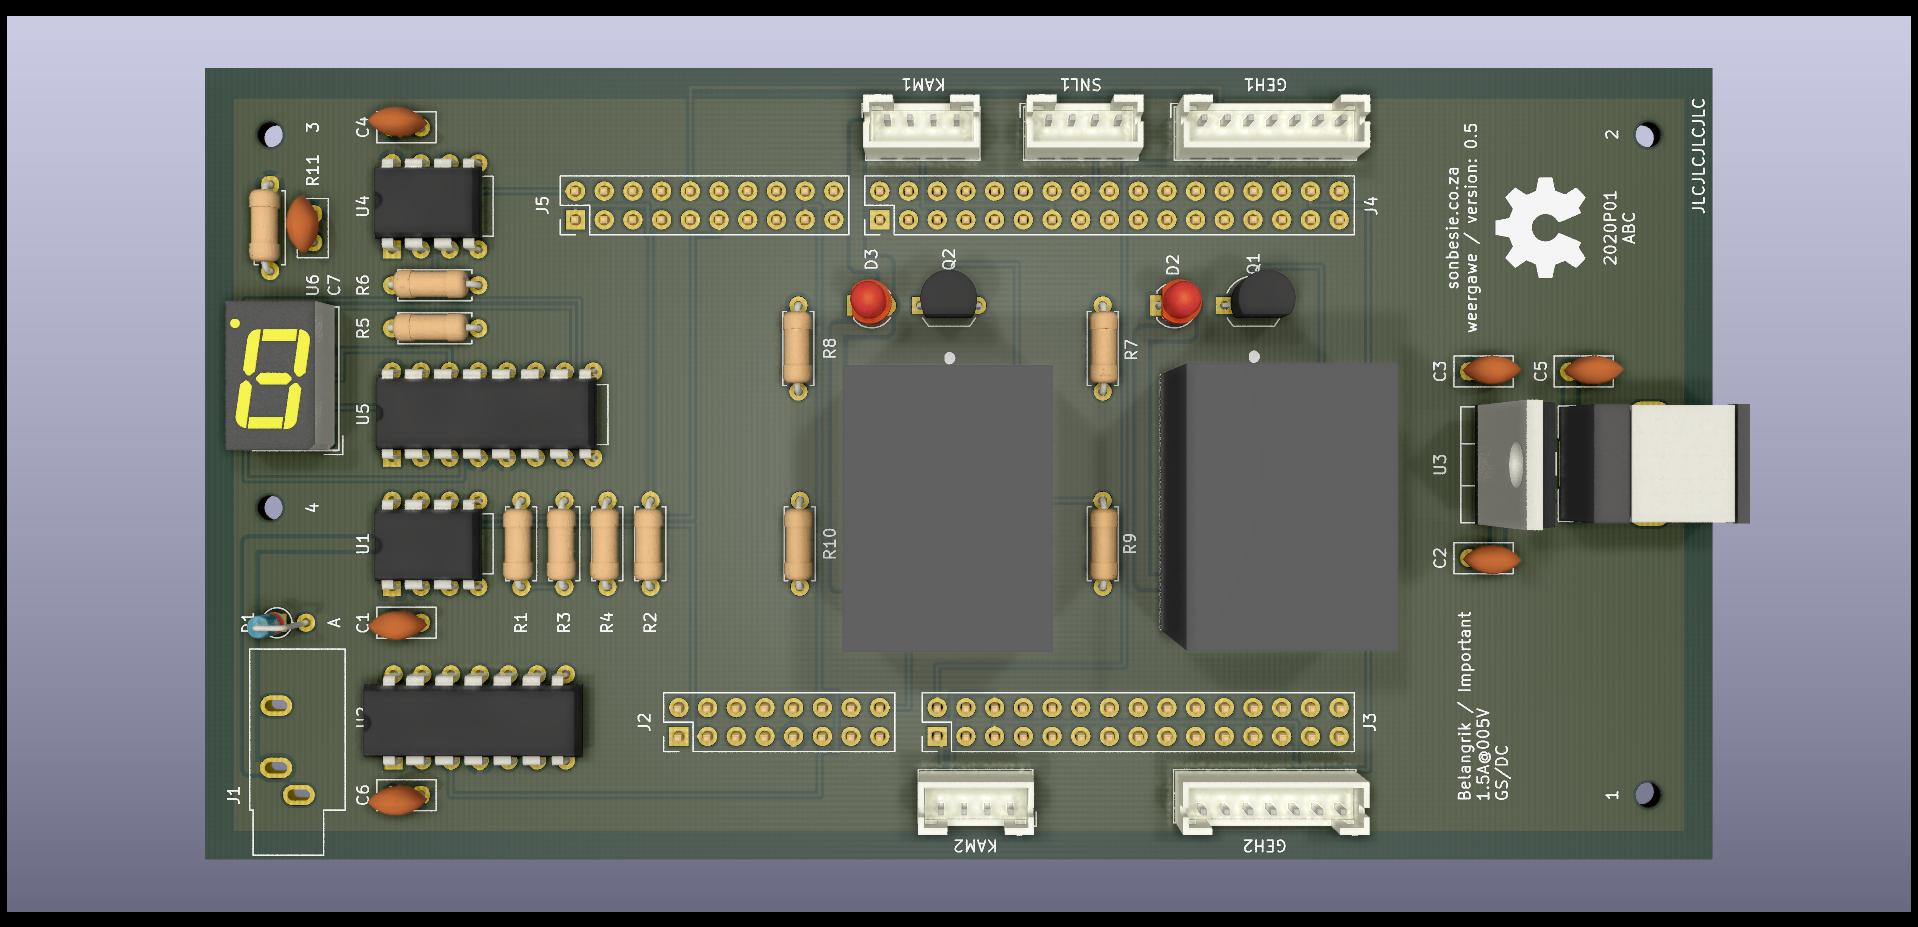 KAM1
SNL1
GEH1
3
C4
R11
U4
J5
J4
2
JLCJLCJLCJLC
sonbesie.co.za
weergawe / version: 0.5
2020P01
ABC
U6
C7
R6
R5
D3
Q2
D2
Q1
R8
R7
C3
C5
U5
U3
4
U1
R10
R9
C2
A
C1
R1
R3
R4
R2
J2
J3
Belangrik / Important
1.5A@005V
GS/DC
J1
C6
1
KAM2
GEH2